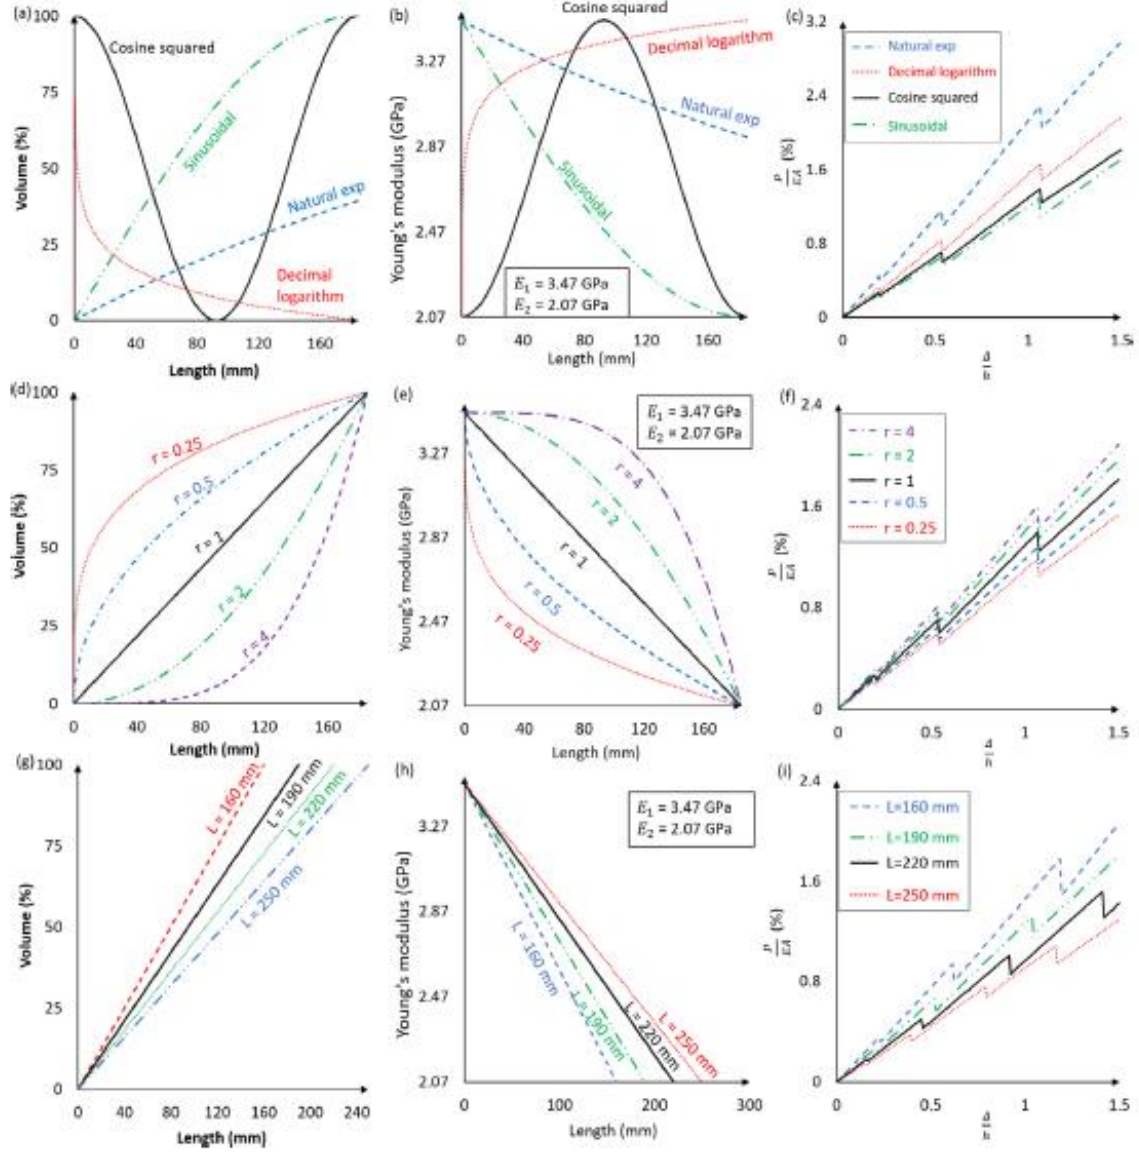 (a)
100
75
50
25
0
Volume (%)
Cosine squared
Sinusoidal
Natural exp
Decimal
logarithm
0 40 80 120 160
Length (mm)
(b)
Cosine squared
Decimal logarithm
3.27
2.87
2.47
2.07
Young's modulus (GPa)
Natural exp
Sinusoidal
E₁ = 3.47 GPa
E₂ = 2.07 GPa
0 40 80 120 160
Length (mm)
(c)
3.2
2.4
1.6
0.8
0
P/EA (%)
Natural exp
Decimal logarithm
Cosine squared
Sinusoidal
0 0.5 1 1.5
Δ/h
(d)
100
75
50
25
0
Volume (%)
r = 0.25
r = 0.5
r = 1
r = 2
r = 4
0 40 80 120 160
Length (mm)
(e)
3.27
2.87
2.47
2.07
Young's modulus (GPa)
E₁ = 3.47 GPa
E₂ = 2.07 GPa
r = 4
r = 2
r = 1
r = 0.5
r = 0.25
0 40 80 120 160
Length (mm)
(f)
2.4
1.6
0.8
0
P/EA (%)
r = 4
r = 2
r = 1
r = 0.5
r = 0.25
0 0.5 1 1.5
Δ/h
(g)
100
75
50
25
0
Volume (%)
L = 160 mm
L = 190 mm
L = 220 mm
L = 250 mm
0 40 80 120 160 200 240
Length (mm)
(h)
3.27
2.87
2.47
2.07
Young's modulus (GPa)
E₁ = 3.47 GPa
E₂ = 2.07 GPa
L = 160 mm
L = 190 mm
L = 220 mm
L = 250 mm
0 100 200 300
Length (mm)
(i)
2.4
1.6
0.8
0
P/EA (%)
L=160 mm
L=190 mm
L=220 mm
L=250 mm
0 0.5 1 1.5
Δ/h